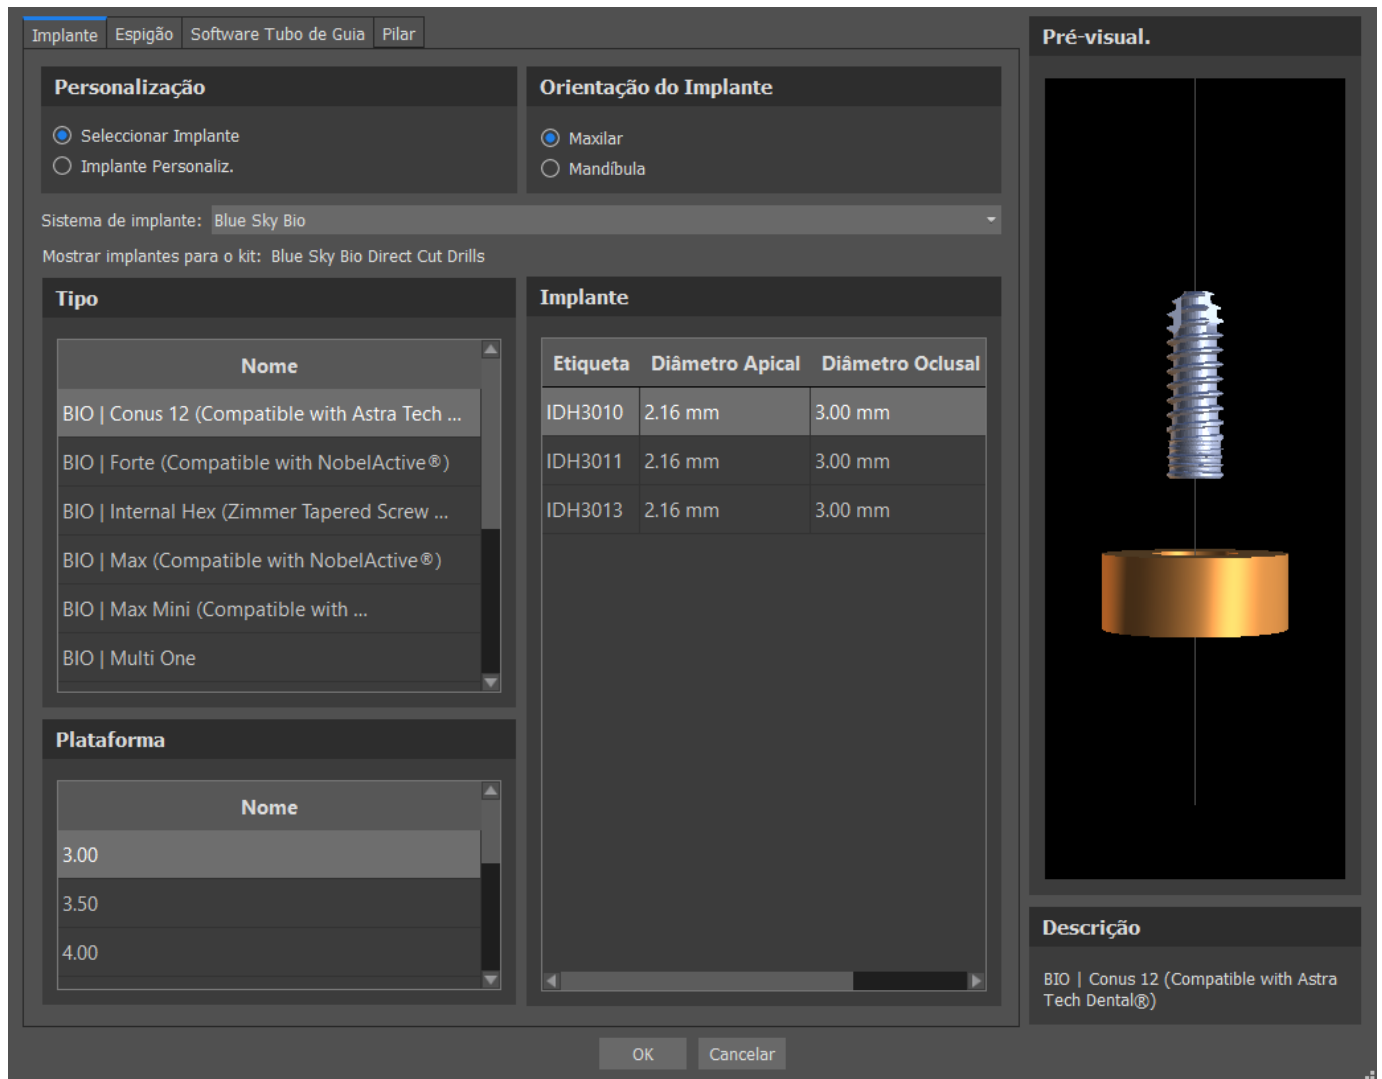 Implante Espigão Software Tubo de Guia Pilar
Personalização
Seleccionar Implante
Implante Personaliz.
Orientação do Implante
Maxilar
Mandíbula
Sistema de implante: Blue Sky Bio
Mostrar implantes para o kit: Blue Sky Bio Direct Cut Drills
Tipo
Nome
BIO | Conus 12 (Compatible with Astra Tech ...
BIO | Forte (Compatible with NobelActive®)
BIO | Internal Hex (Zimmer Tapered Screw ...
BIO | Max (Compatible with NobelActive®)
BIO | Max Mini (Compatible with ...
BIO | Multi One
Plataforma
Nome
3.00
3.50
4.00
Implante
Etiqueta Diâmetro Apical Diâmetro Oclusal
IDH3010 2.16 mm 3.00 mm
IDH3011 2.16 mm 3.00 mm
IDH3013 2.16 mm 3.00 mm
Pré-visual.
Descrição
BIO | Conus 12 (Compatible with Astra
Tech Dental®)
OK Cancelar